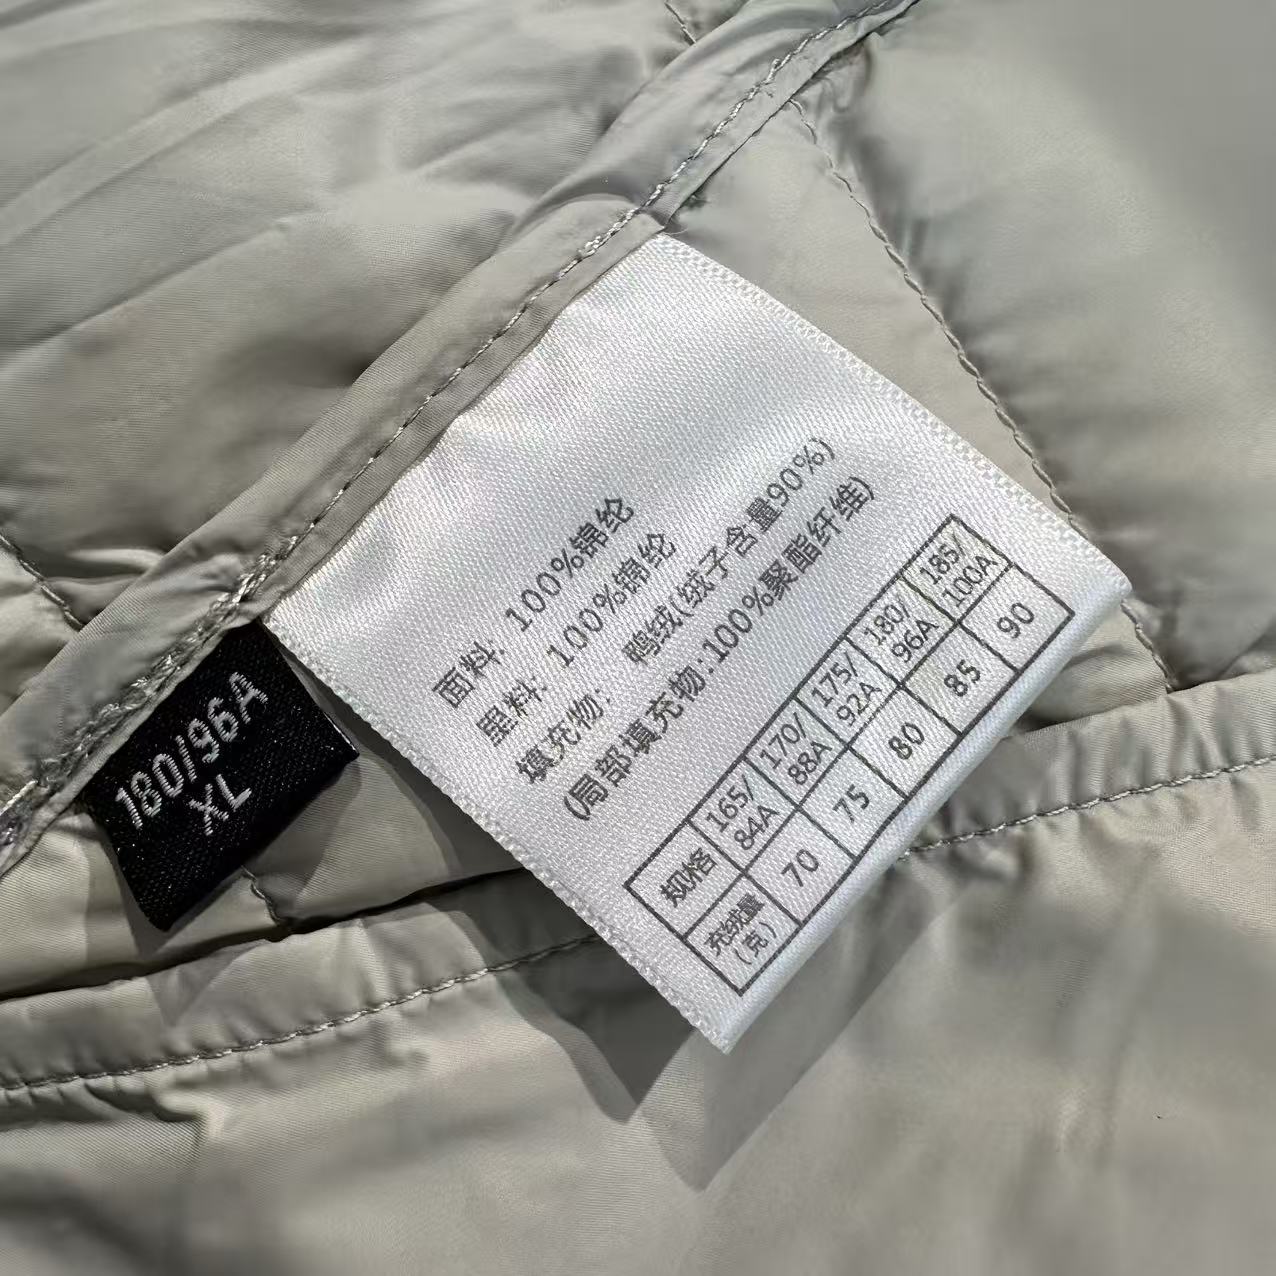 面料: 100%锦纶
里料: 100%锦纶
填充物: 鸭绒(绒子含量90%)
(局部填充物:100%聚酯纤维)
规格 165/84A 170/88A 175/92A 180/96A 185/100A
充绒量(克) 70 75 80 85 90
180/96A
XL